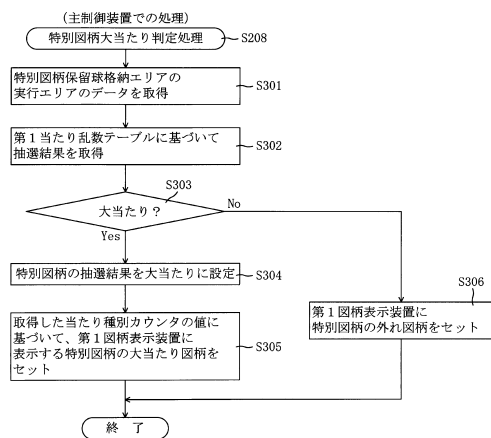 (主制御装置での処理)
特別図柄大当たり判定処理
S208
特別図柄保留球格納エリアの
実行エリアのデータを取得
S301
第1当たり乱数テーブルに基づいて
抽選結果を取得
S302
S303
大当たり?
No
Yes
特別図柄の抽選結果を大当たりに設定
S304
S306
第1図柄表示装置に
特別図柄の外れ図柄をセット
取得した当たり種別カウンタの値に
基づいて、第1図柄表示装置に
表示する特別図柄の大当たり図柄を
セット
S305
終 了